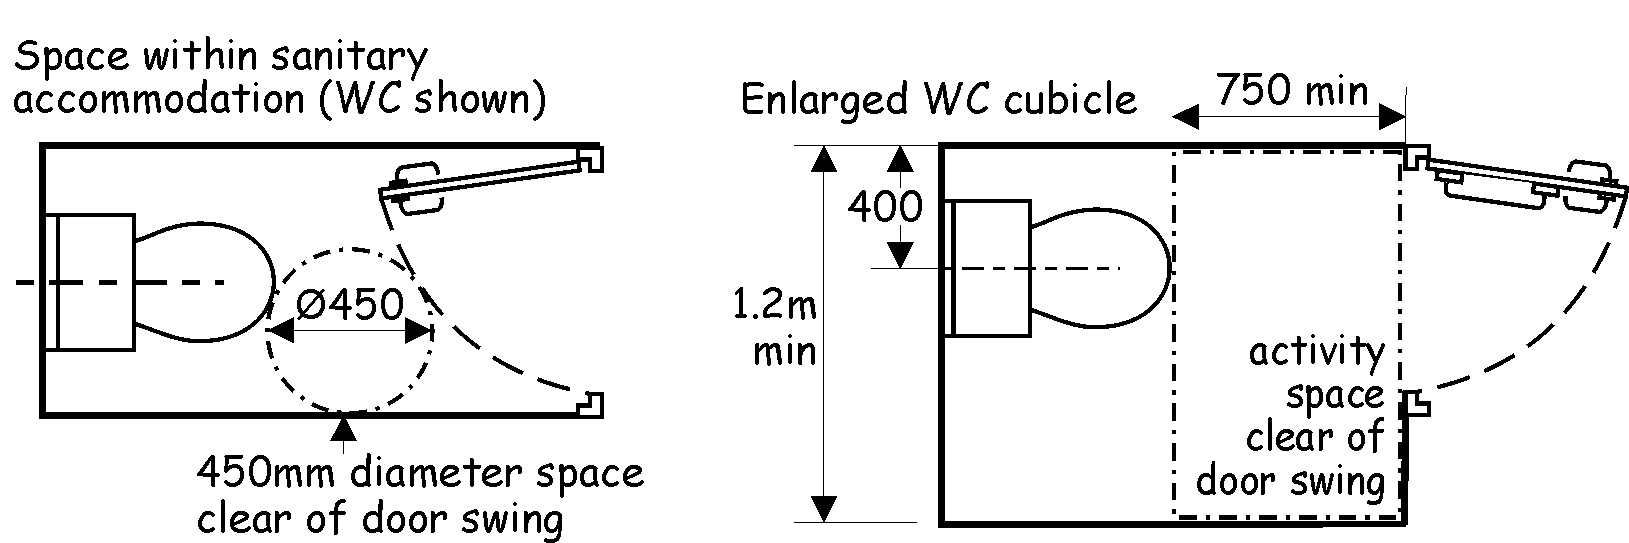 Space within sanitary
accommodation (WC shown)
Ø450
450mm diameter space
clear of door swing
Enlarged WC cubicle
750 min
400
1.2m
min
activity
space
clear of
door swing